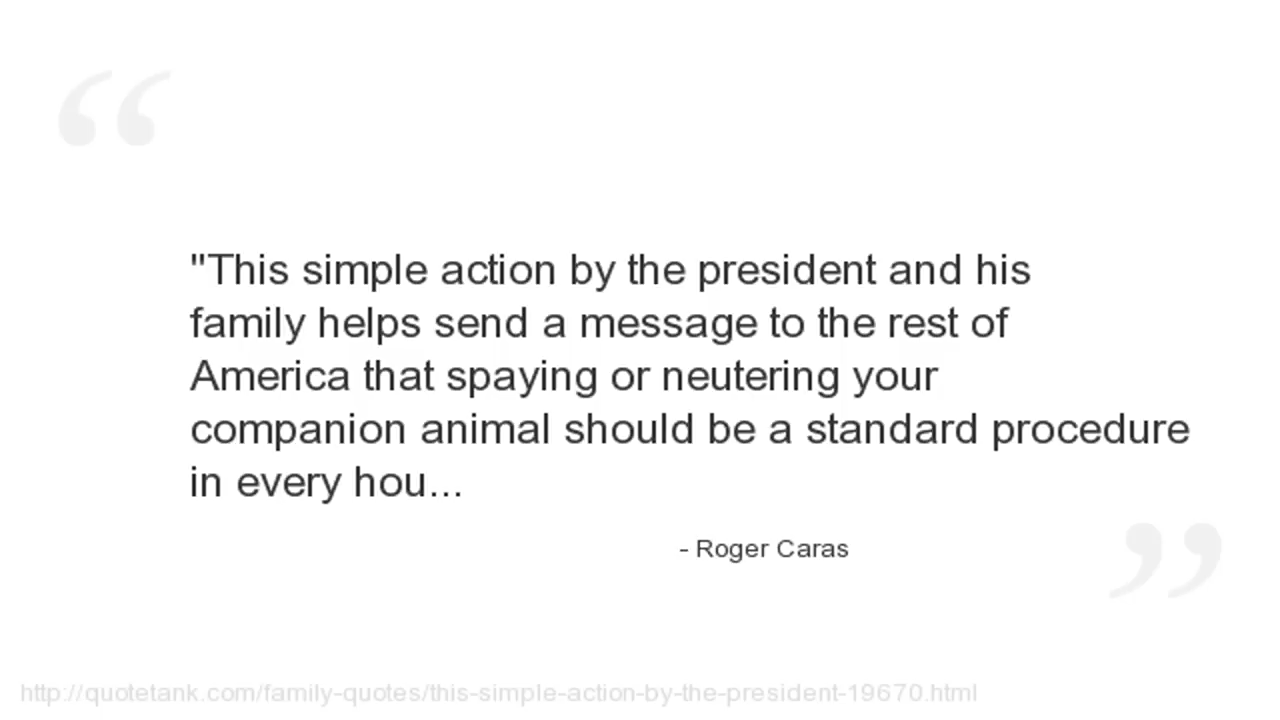 "This simple action by the president and his
family helps send a message to the rest of
America that spaying or neutering your
companion animal should be a standard procedure
in every hou...
- Roger Caras
http://quotetank.com/family-quotes/this-simple-action-by-the-president-19670.html